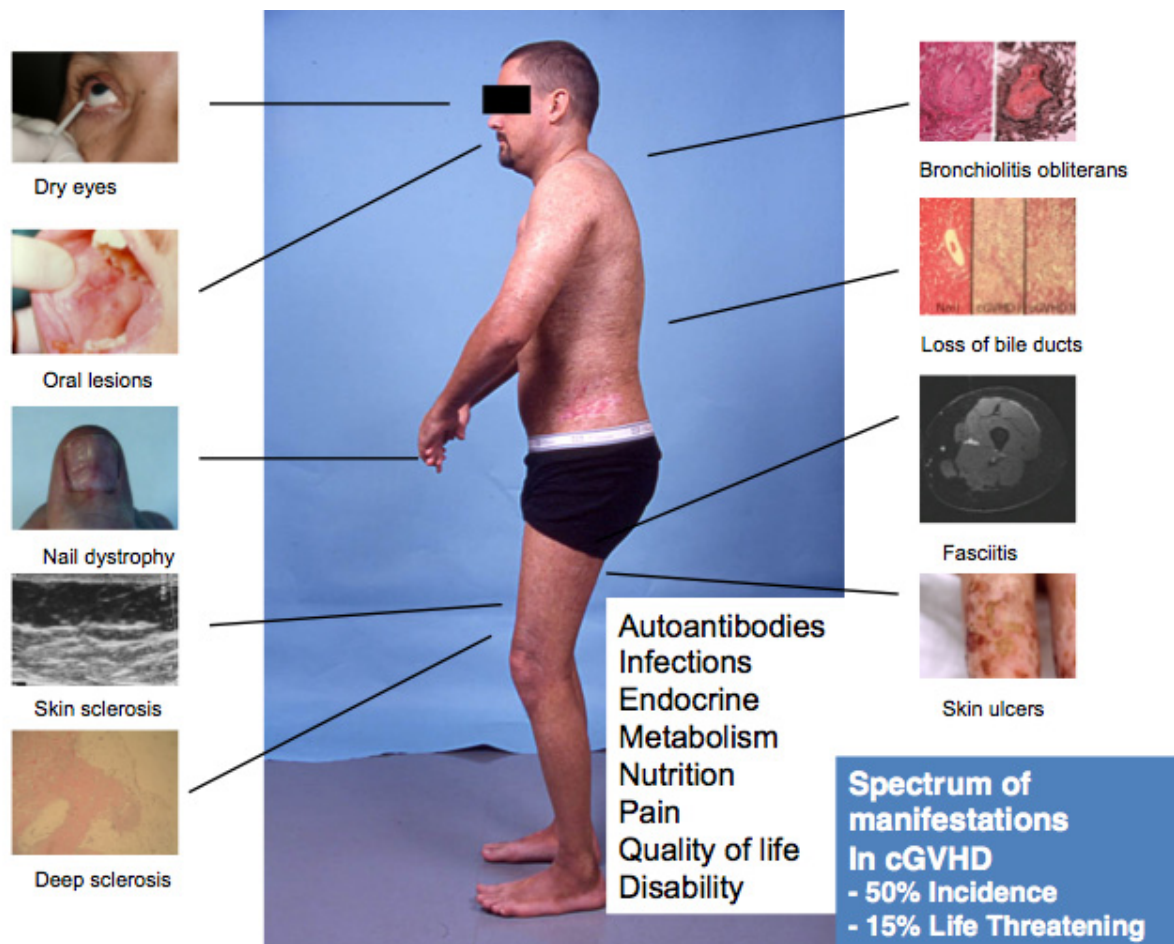 Dry eyes
Oral lesions
Nail dystrophy
Skin sclerosis
Deep sclerosis
Bronchiolitis obliterans
Loss of bile ducts
Fasciitis
Skin ulcers
Autoantibodies
Infections
Endocrine
Metabolism
Nutrition
Pain
Quality of life
Disability
Spectrum of
manifestations
In cGVHD
- 50% Incidence
- 15% Life Threatening